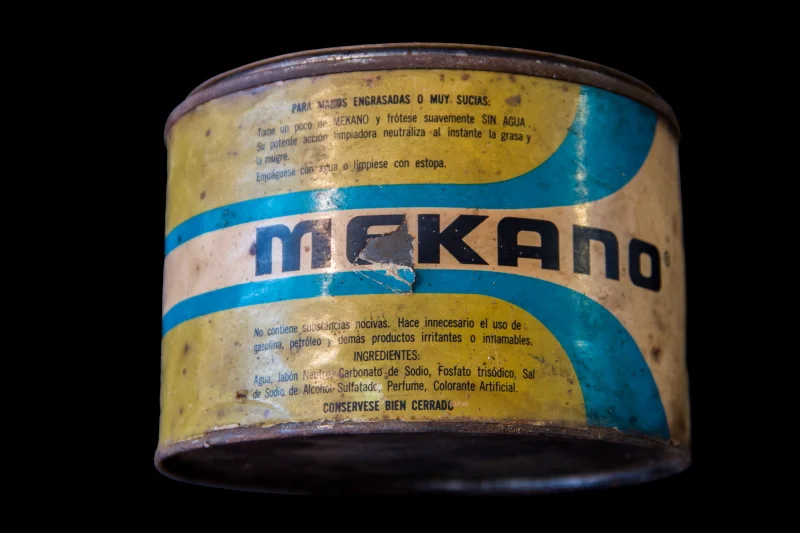 PARA MANOS ENGRASADAS O MUY SUCIAS:
Tome un poco de MEKANO y frótese suavemente SIN AGUA.
Su potente acción limpiadora neutraliza al instante la grasa y
la mugre.
Enjuáguese con agua o límpiese con estopa.
MEKANO®
No contiene substancias nocivas. Hace innecesario el uso de
gasolina, petróleo y demás productos irritantes o inflamables.
INGREDIENTES:
Agua, Jabón Neutro, Carbonato de Sodio, Fosfato trisódico, Sal
de Sodio de Alcohol Sulfatado, Perfume, Colorante Artificial.
CONSERVESE BIEN CERRADO